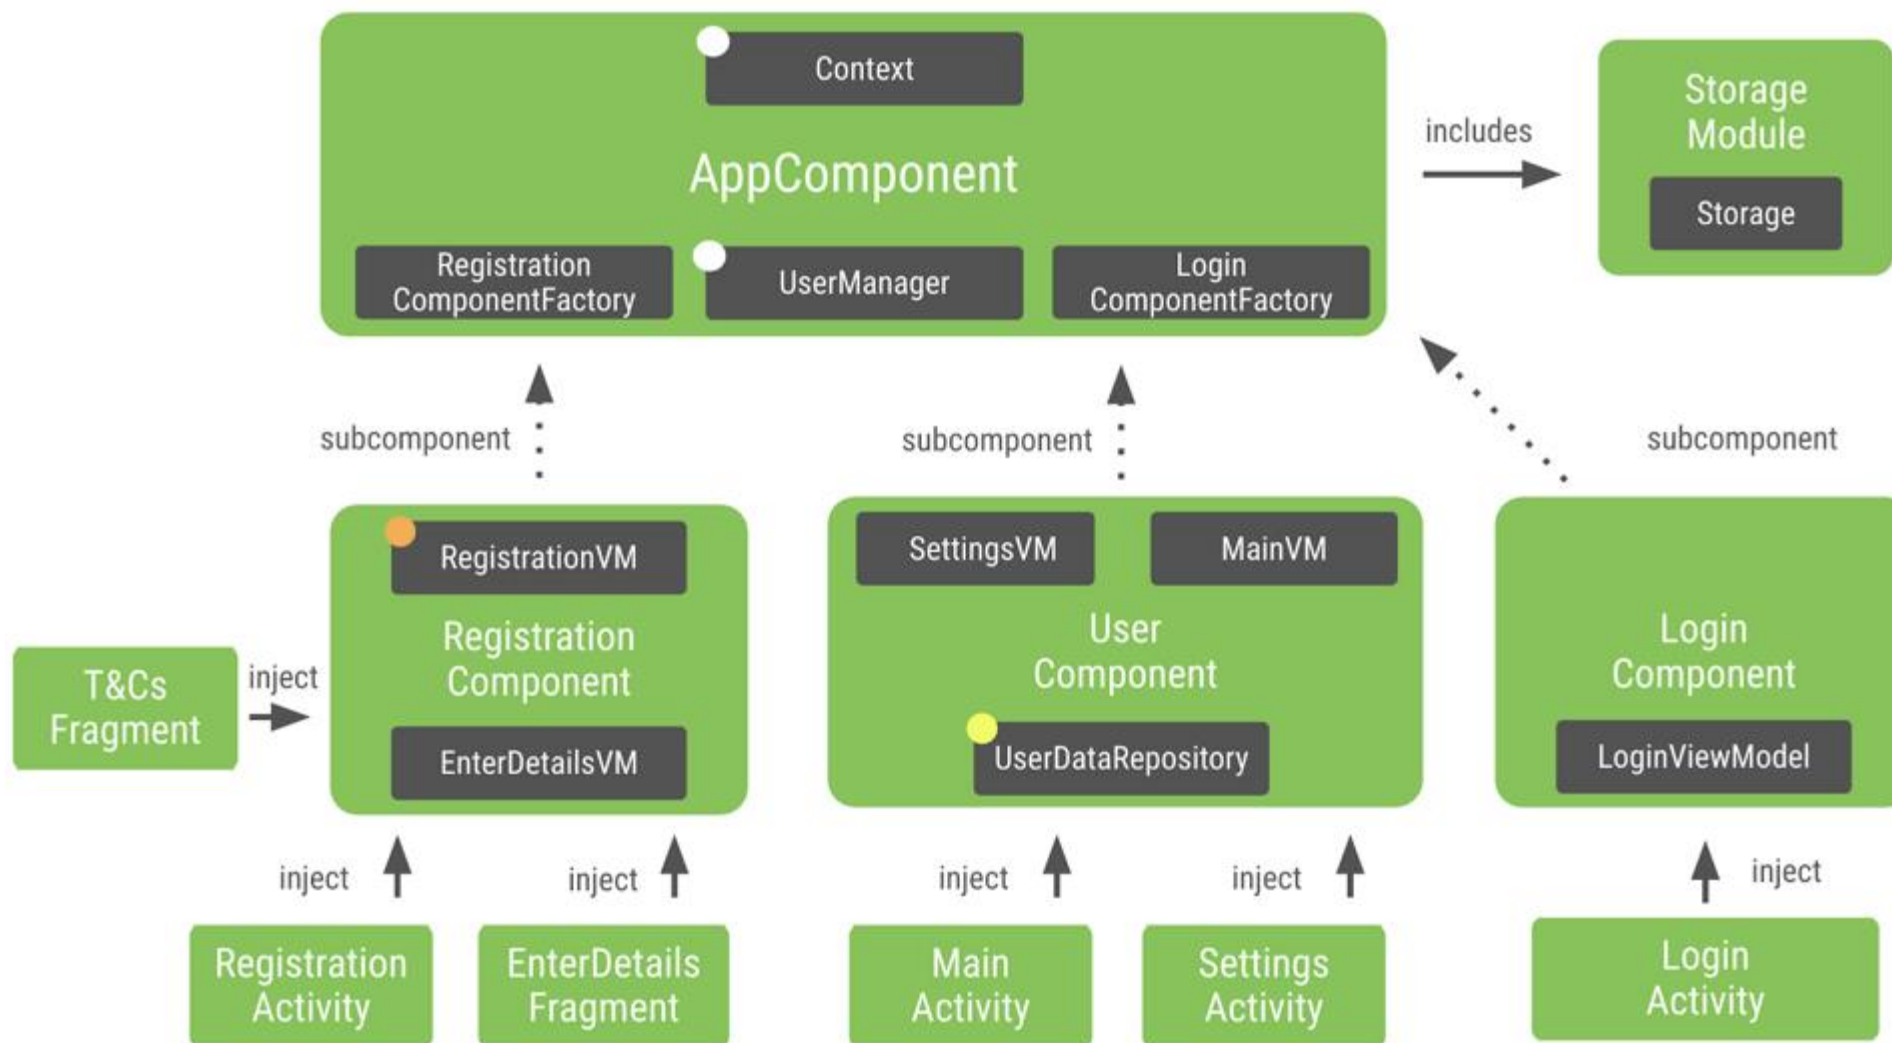 Context
AppComponent
Registration
ComponentFactory
UserManager
Login
ComponentFactory
includes
Storage
Module
Storage
subcomponent
subcomponent
subcomponent
RegistrationVM
Registration
Component
EnterDetailsVM
SettingsVM
MainVM
User
Component
UserDataRepository
Login
Component
LoginViewModel
T&Cs
Fragment
inject
inject
inject
inject
inject
inject
Registration
Activity
EnterDetails
Fragment
Main
Activity
Settings
Activity
Login
Activity